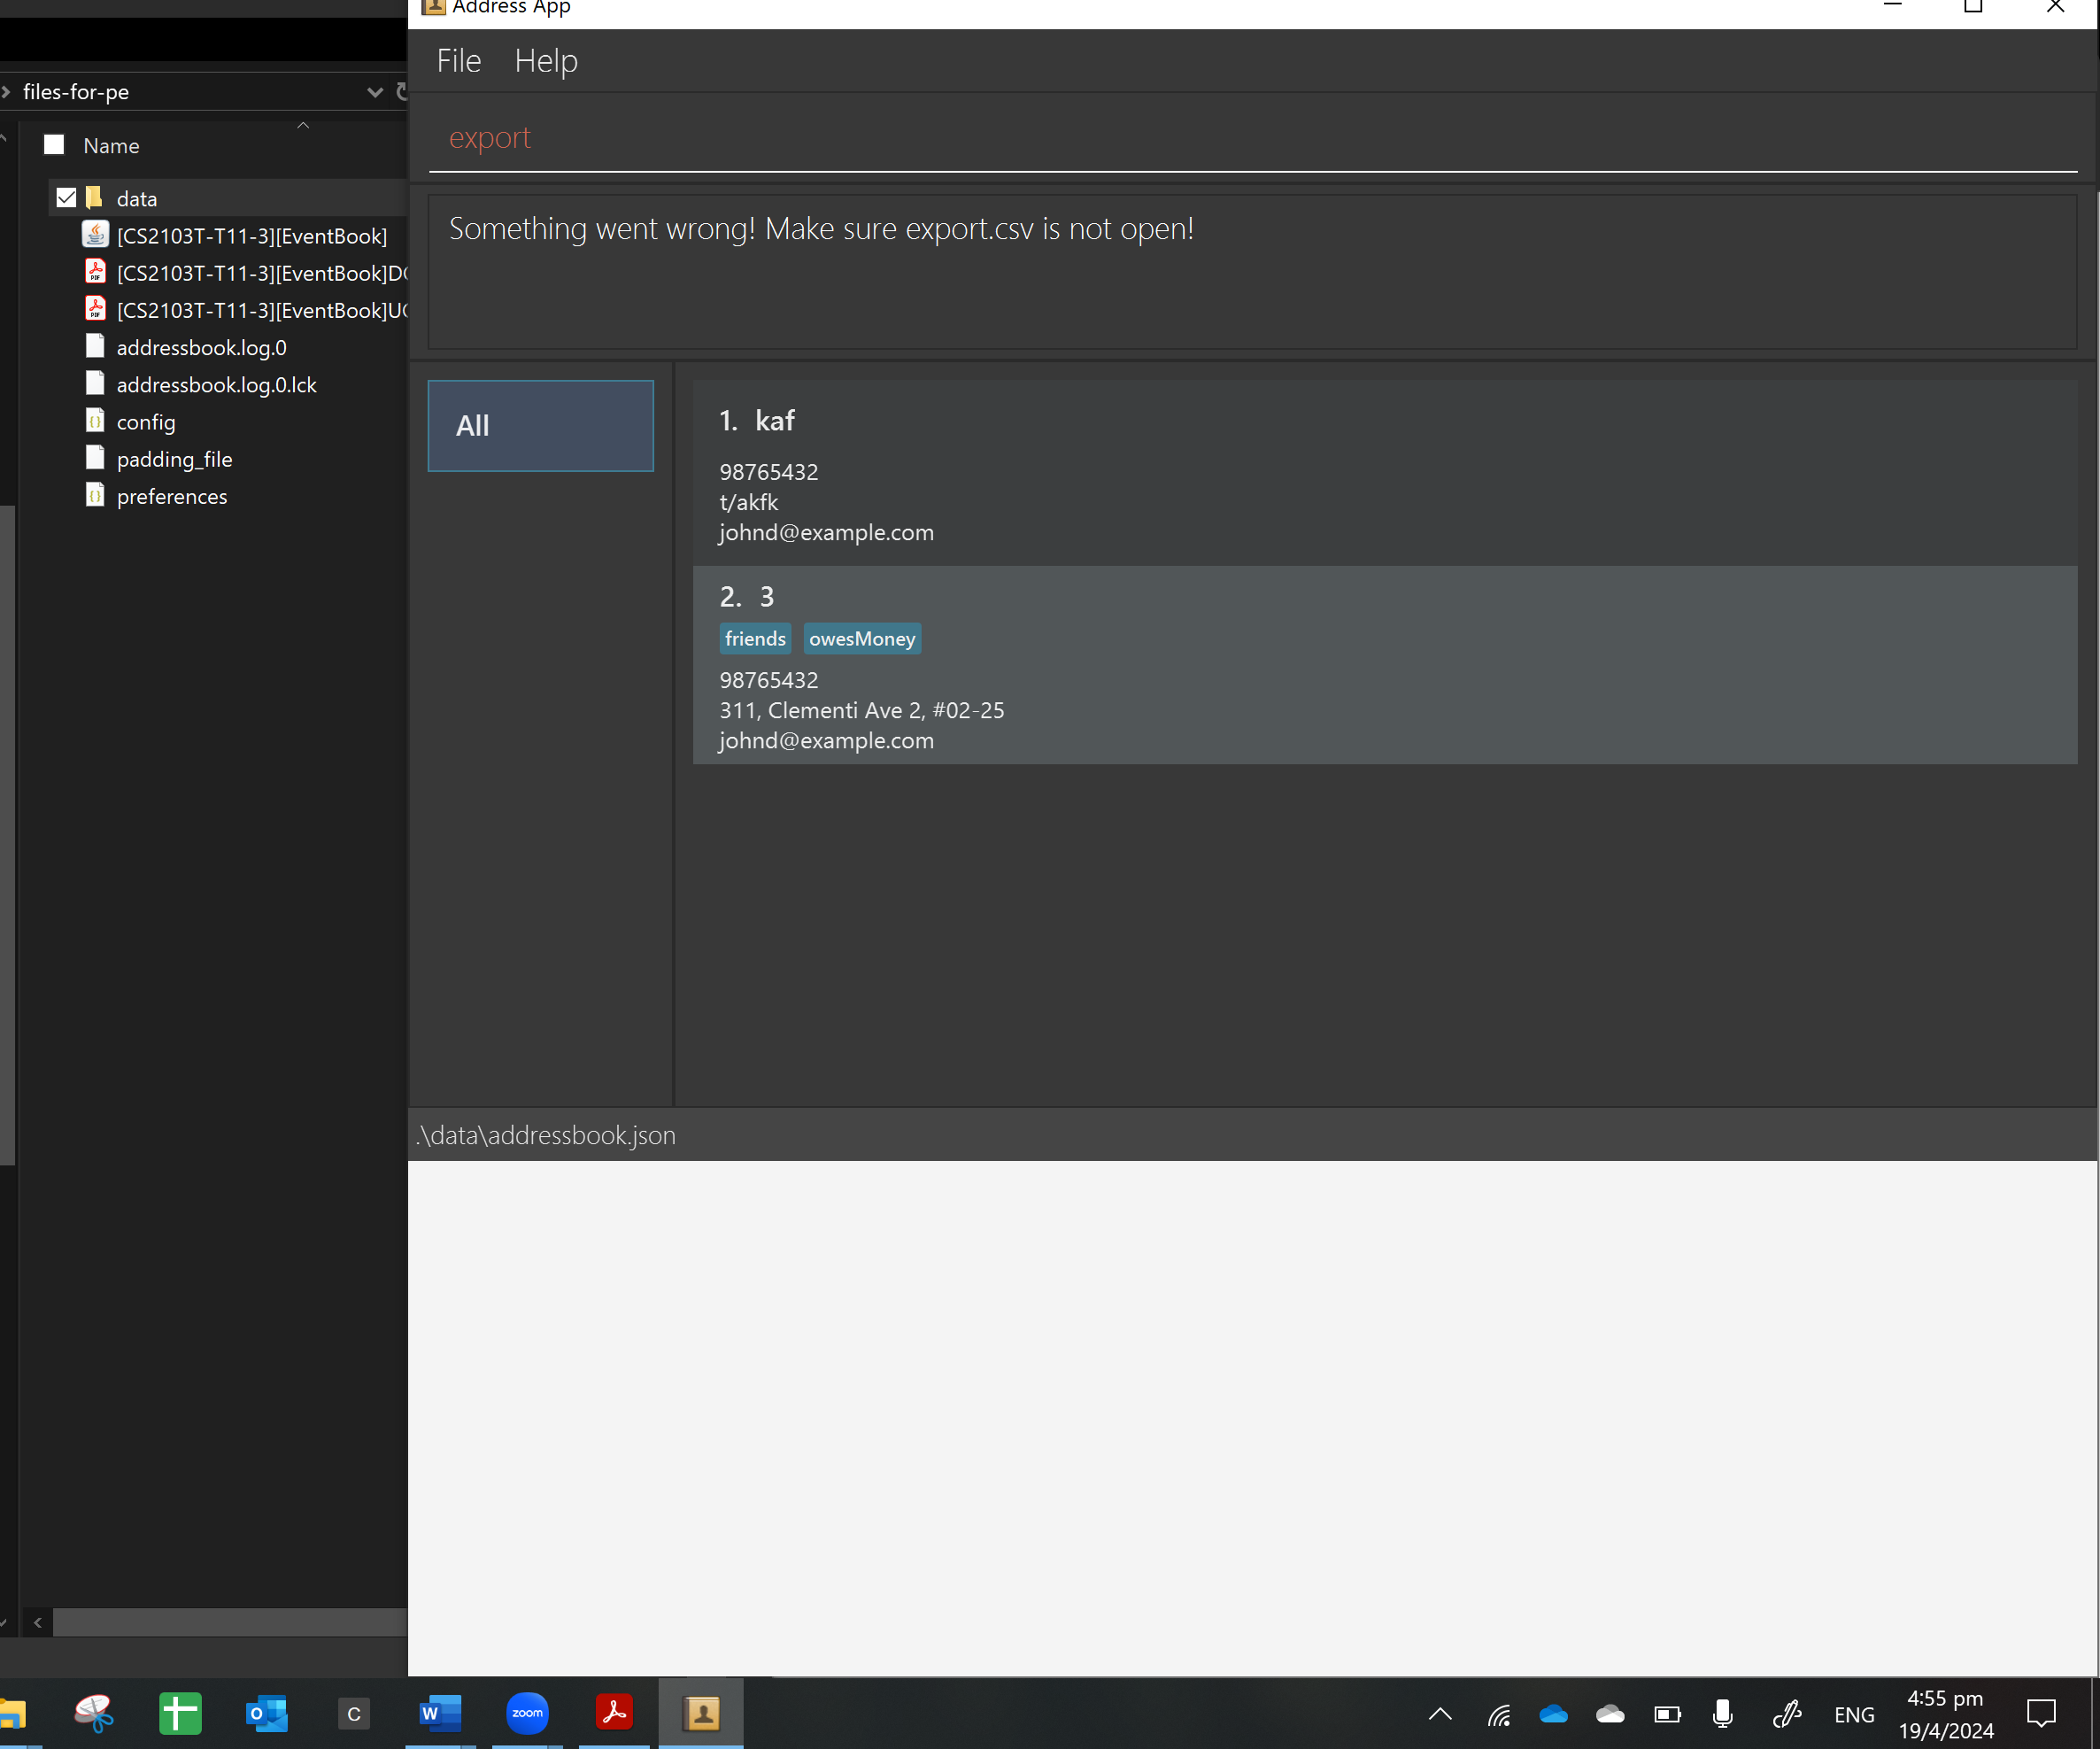 Address App
File Help
files-for-pe
export
Name
data
[CS2103T-T11-3][EventBook]
[CS2103T-T11-3][EventBook]DG
[CS2103T-T11-3][EventBook]UG
addressbook.log.0
addressbook.log.0.lck
config
padding_file
preferences
Something went wrong! Make sure export.csv is not open!
All
1. kaf
98765432
t/akfk
johnd@example.com
2. 3
friends owesMoney
98765432
311, Clementi Ave 2, #02-25
johnd@example.com
.\data\addressbook.json
O
C
W
zoom
ENG
4:55 pm
19/4/2024